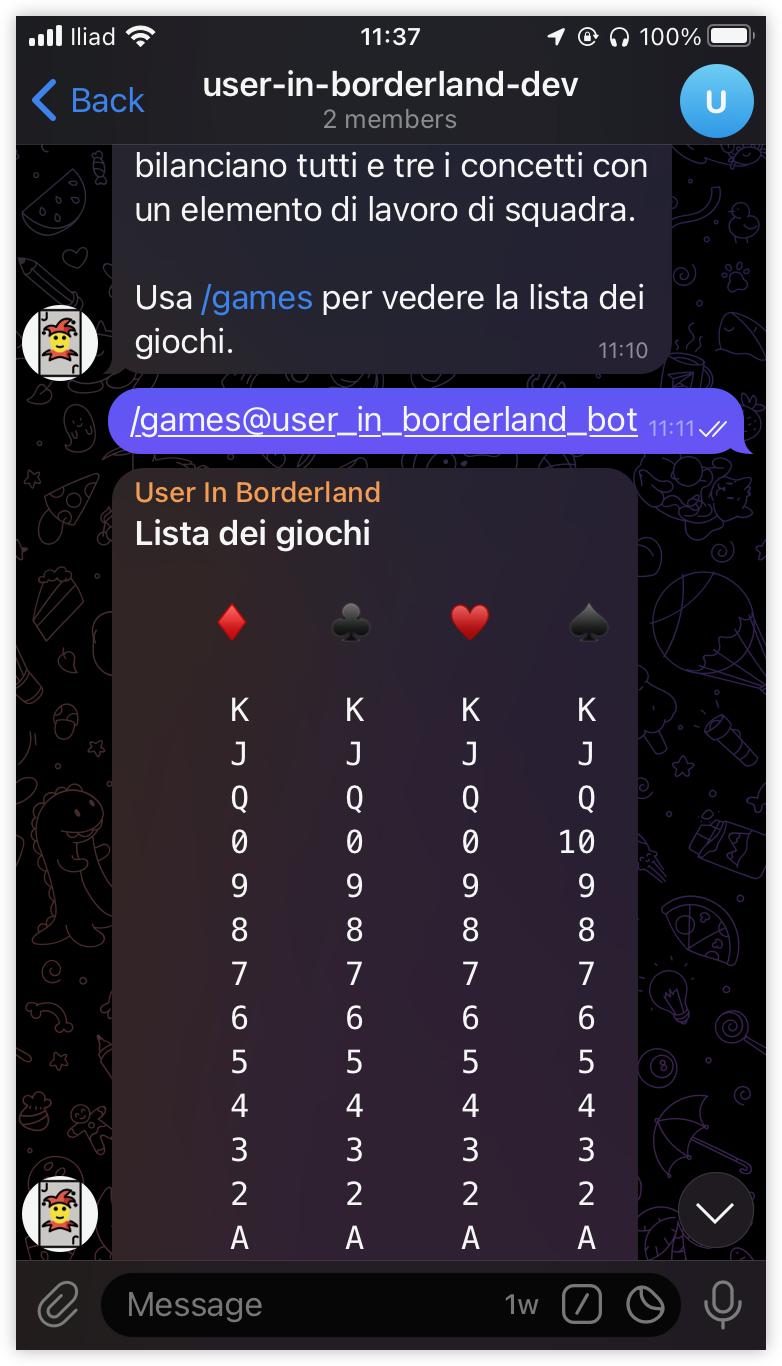 Iliad 11:37 100%
Back user-in-borderland-dev U
2 members
bilanciano tutti e tre i concetti con
un elemento di lavoro di squadra.
Usa /games per vedere la lista dei
giochi. 11:10
/games@user_in_borderland_bot 11:11
User In Borderland
Lista dei giochi
♦️ ♣️ ♥️ ♠️
K K K K
J J J J
Q Q Q Q
0 0 0 10
9 9 9 9
8 8 8 8
7 7 7 7
6 6 6 6
5 5 5 5
4 4 4 4
3 3 3 3
2 2 2 2
A A A A
Message 1w